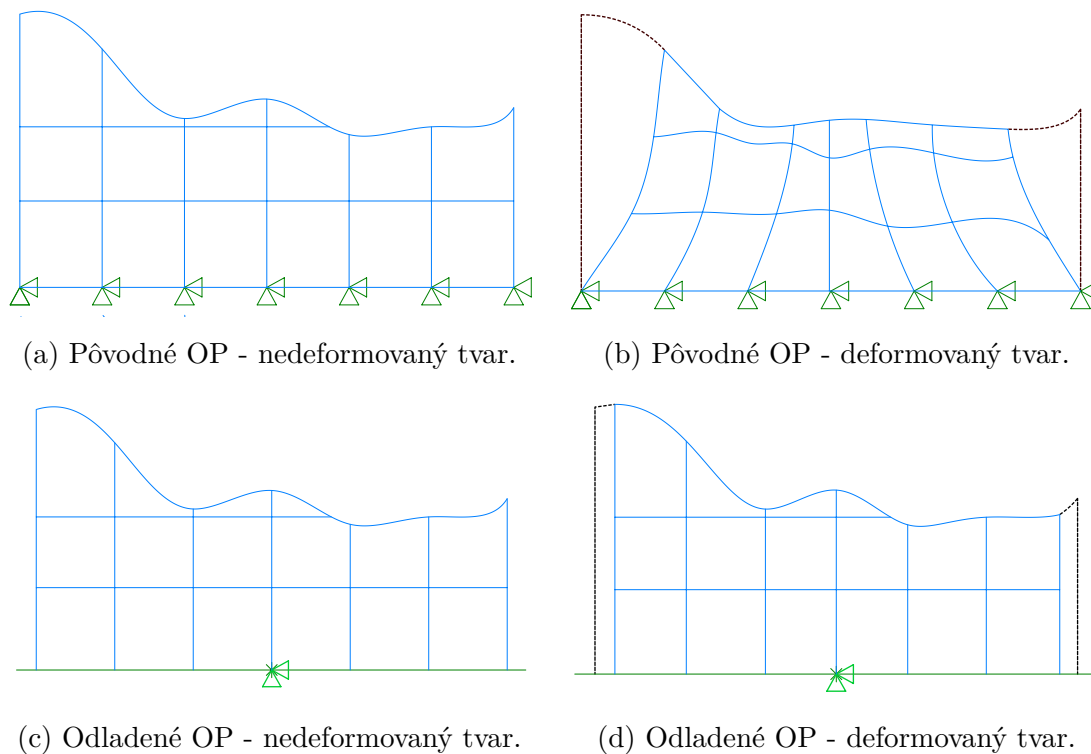 (a) Pôvodné OP - nedeformovaný tvar.
(b) Pôvodné OP - deformovaný tvar.
(c) Odladené OP - nedeformovaný tvar.
(d) Odladené OP - deformovaný tvar.